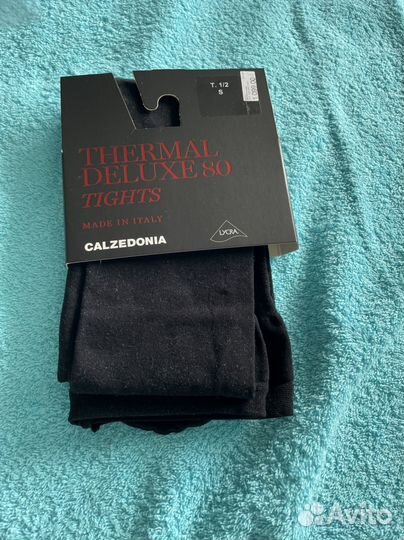 T. 1/2
S
THERMAL
DELUXE 80
TIGHTS
MADE IN ITALY
CALZEDONIA
LYCRA
Avito